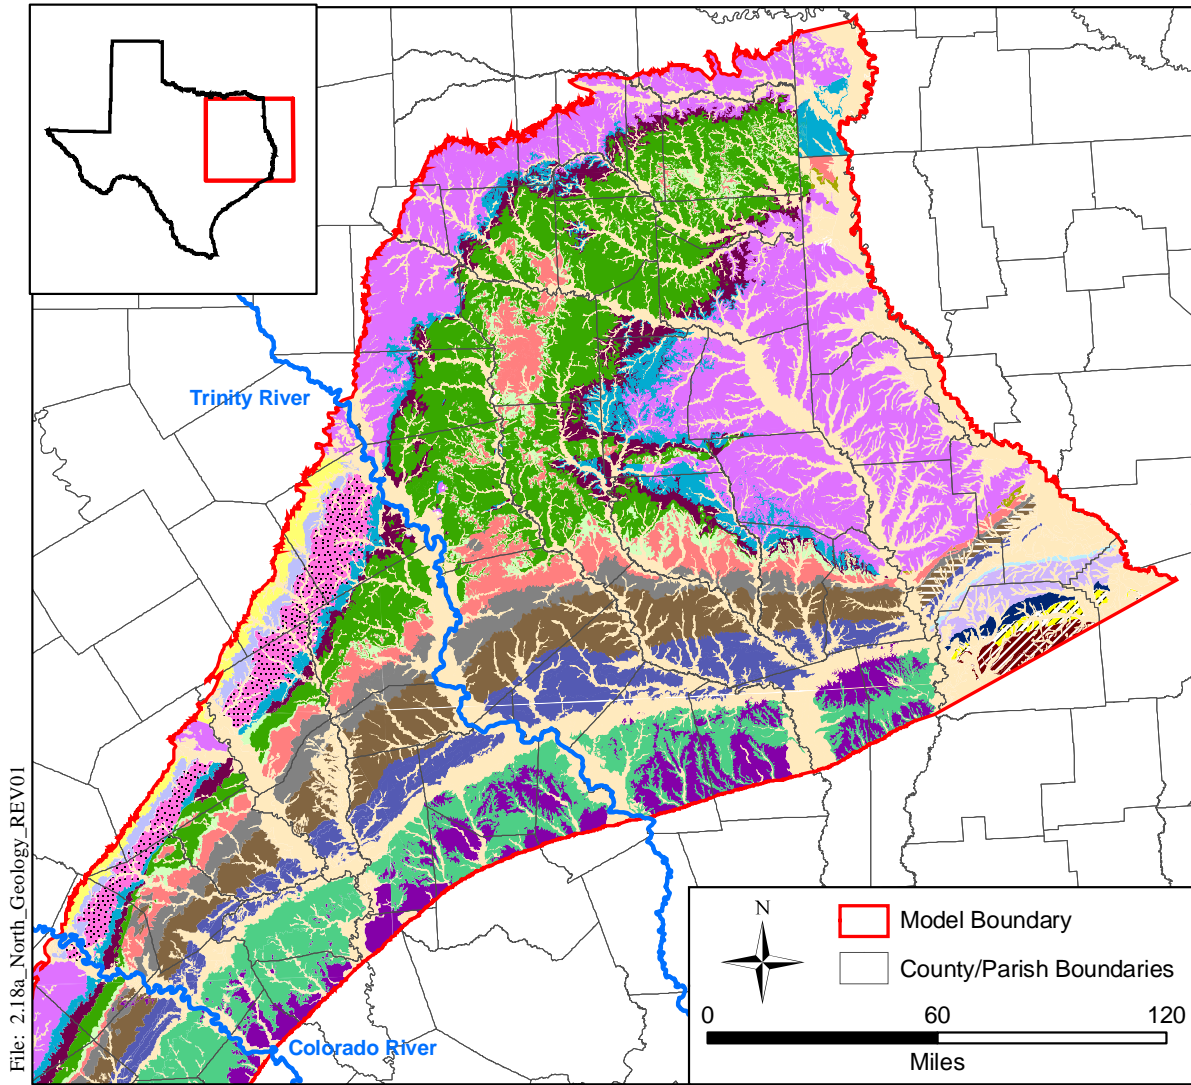 Trinity River
Colorado River
File: 2.18a_North_Geology_REV01
N
Model Boundary
County/Parish Boundaries
0 60 120
Miles